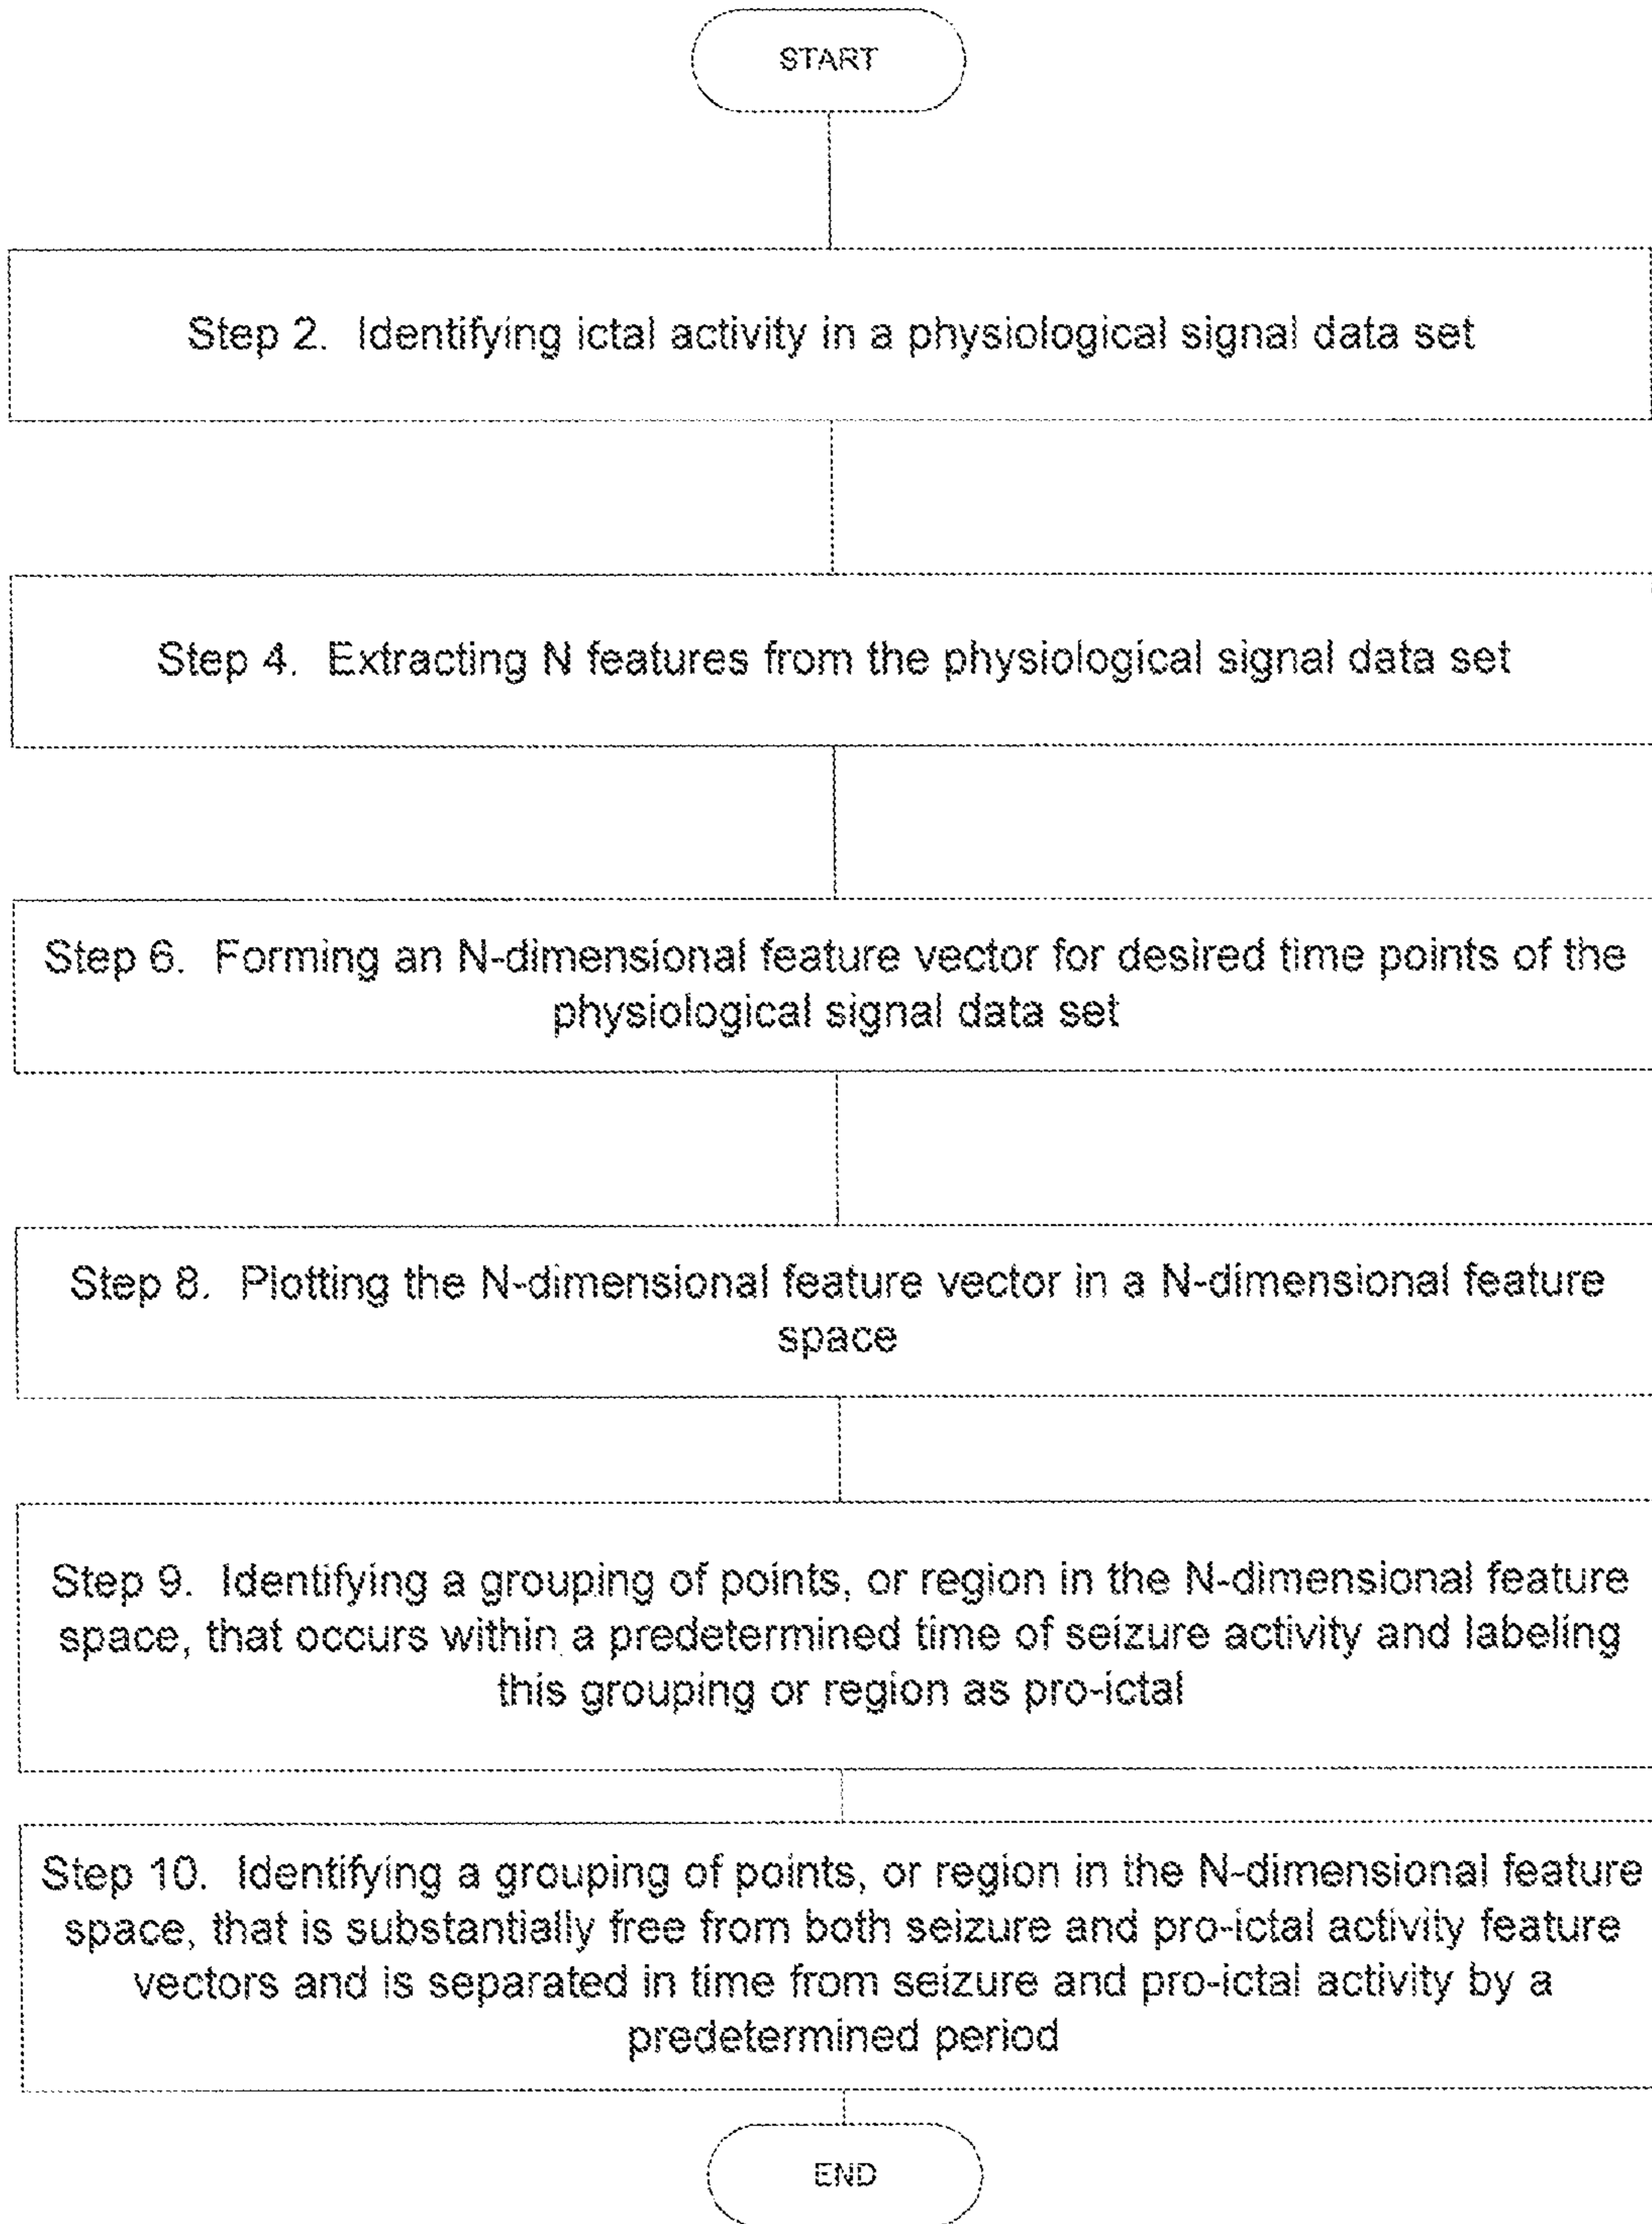 START
Step 2. Identifying ictal activity in a physiological signal data set
Step 4. Extracting N features from the physiological signal data set
Step 6. Forming an N-dimensional feature vector for desired time points of the
physiological signal data set
Step 8. Plotting the N-dimensional feature vector in a N-dimensional feature
space
Step 9. Identifying a grouping of points, or region in the N-dimensional feature
space, that occurs within a predetermined time of seizure activity and labeling
this grouping or region as pro-ictal
Step 10. Identifying a grouping of points, or region in the N-dimensional feature
space, that is substantially free from both seizure and pro-ictal activity feature
vectors and is separated in time from seizure and pro-ictal activity by a
predetermined period
END